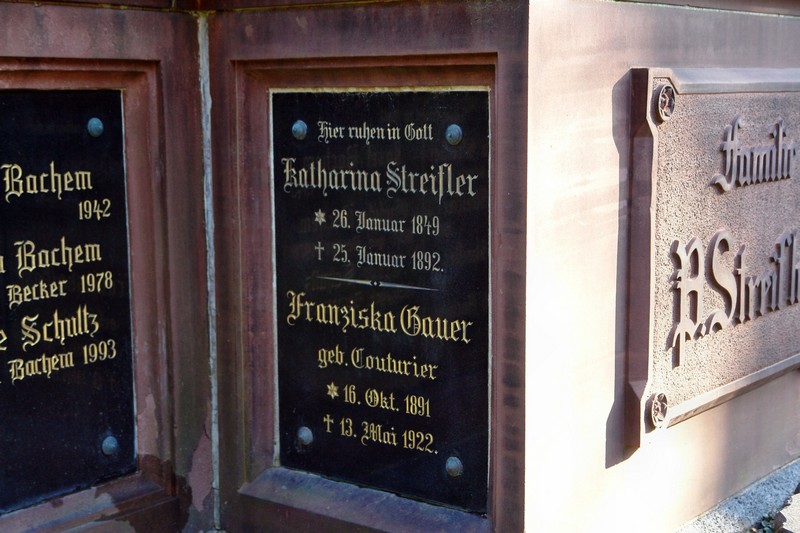 Bachem
1942
Bachem
Becker 1978
Schultz
Bachem 1993
Hier ruhen in Gott
Katharina Streifler
* 26. Januar 1849
† 25. Januar 1892.
Franziska Gauer
geb. Couturier
* 16. Okt. 1891
† 13. Mai 1922.
Familie
P. Streifl